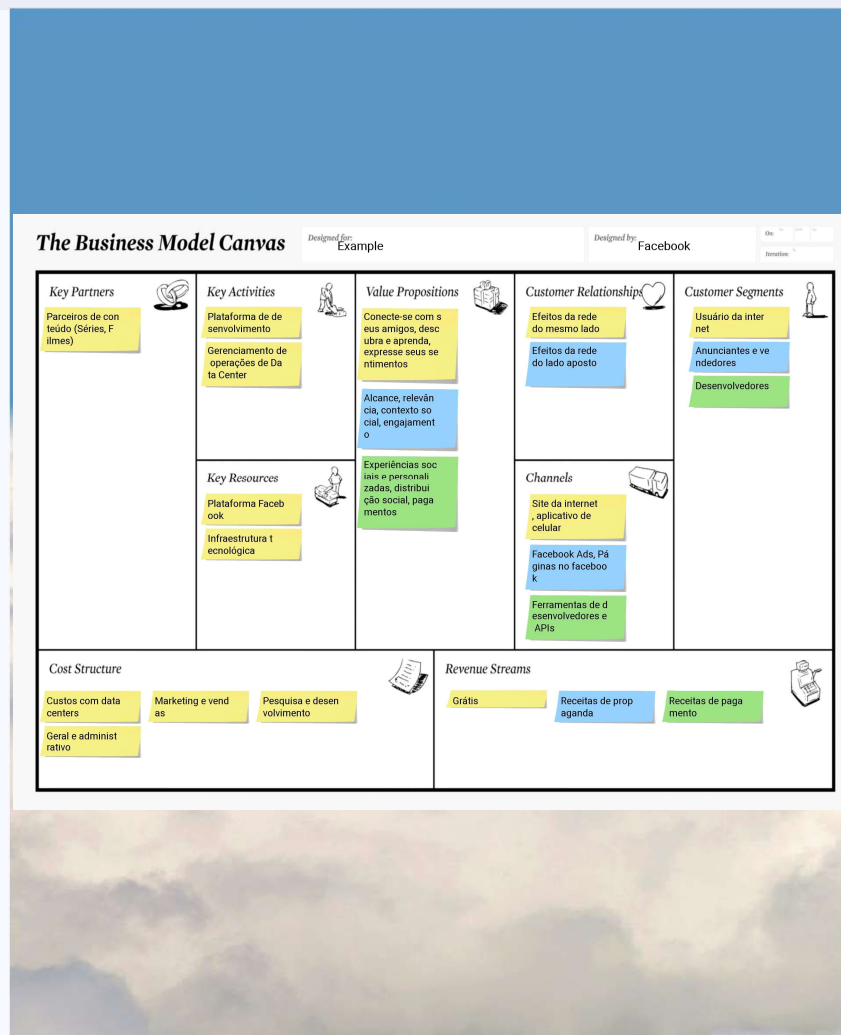 The Business Model Canvas
Designed for:
Example
Designed by:
Facebook
On:
Iteration:
Key Partners
Parceiros de con
teúdo (Séries, F
ilmes)
Key Activities
Plataforma de de
senvolvimento
Gerenciamento de
operações de Da
ta Center
Key Resources
Plataforma Faceb
ook
Infraestrutura t
ecnológica
Value Propositions
Conecte-se com s
eus amigos, desc
ubra e aprenda,
expresse seus se
ntimentos
Alcance, relevân
cia, contexto so
cial, engajament
o
Experiências soc
iais e personali
zadas, distribui
ção social, paga
mentos
Customer Relationships
Efeitos da rede
do mesmo lado
Efeitos da rede
do lado aposto
Channels
Site da internet
, aplicativo de
celular
Facebook Ads, Pá
ginas no faceboo
k
Ferramentas de d
esenvolvedores e
APIs
Customer Segments
Usuário da inter
net
Anunciantes e ve
ndedores
Desenvolvedores
Cost Structure
Custos com data
centers
Marketing e vend
as
Pesquisa e desen
volvimento
Geral e administ
rativo
Revenue Streams
Grátis
Receitas de prop
aganda
Receitas de paga
mento